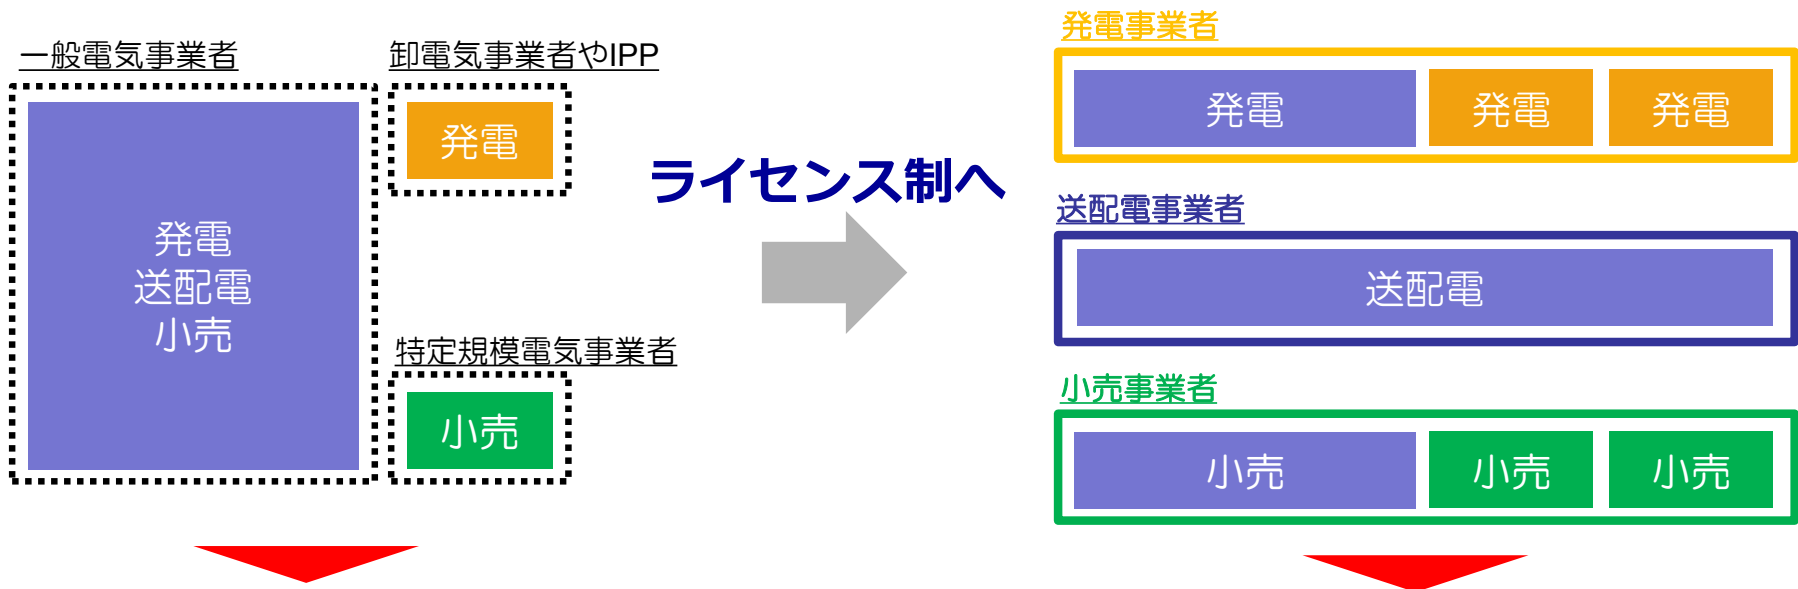 一般電気事業者
発電
送配電
小売
卸電気事業者やIPP
発電
特定規模電気事業者
小売
ライセンス制へ
発電事業者
発電
発電
発電
送配電事業者
送配電
小売事業者
小売
小売
小売